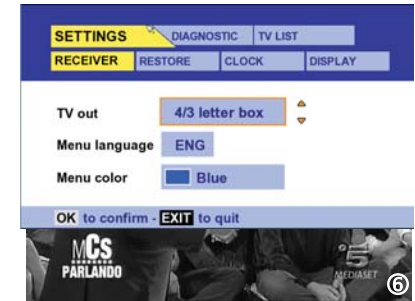 SETTINGS DIAGNOSTIC TV LIST
RECEIVER RESTORE CLOCK DISPLAY
TV out 4/3 letter box
Menu language ENG
Menu color Blue
OK to confirm - EXIT to quit
MCS
PARLANDO
5
MEDIASET
⑥